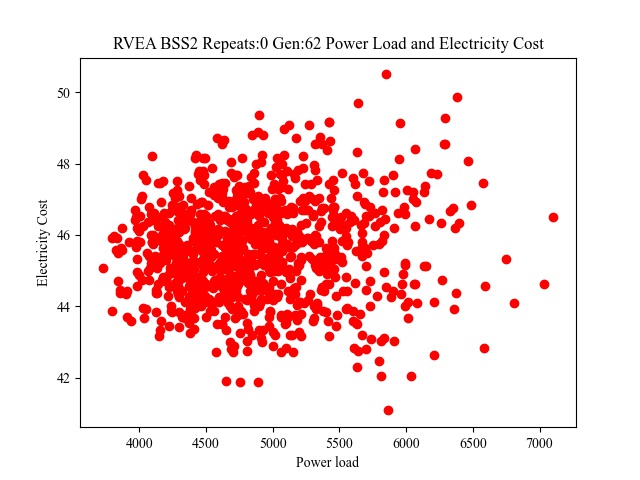 RVEA BSS2 Repeats:0 Gen:62 Power Load and Electricity Cost
50
48
46
44
42
Electricity Cost
4000 4500 5000 5500 6000 6500 7000
Power load